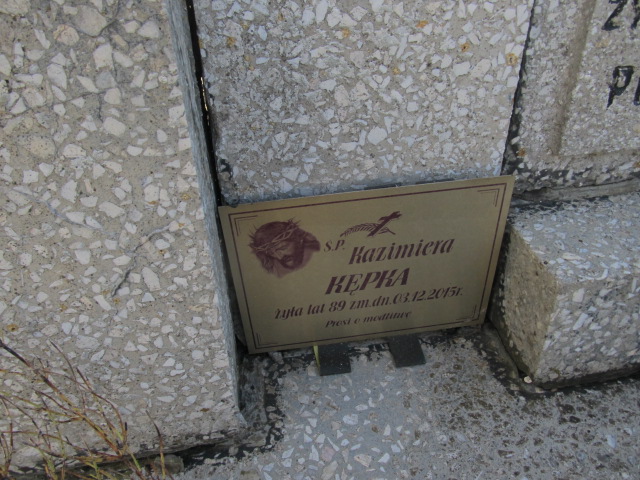 Ś.P. Kazimiera
KĘPKA
żyła lat 89 zm.dn.03.12.2015r.
Prosi o modlitwę